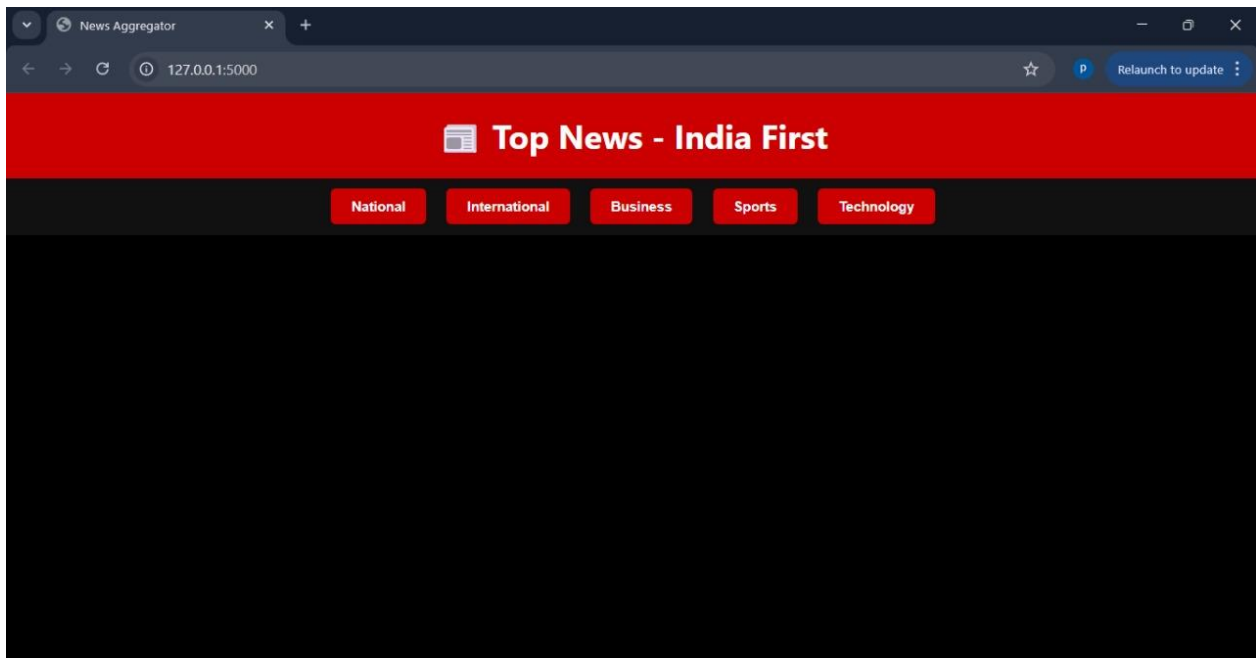 News Aggregator
127.0.0.1:5000
P
Relaunch to update
Top News - India First
National International Business Sports Technology